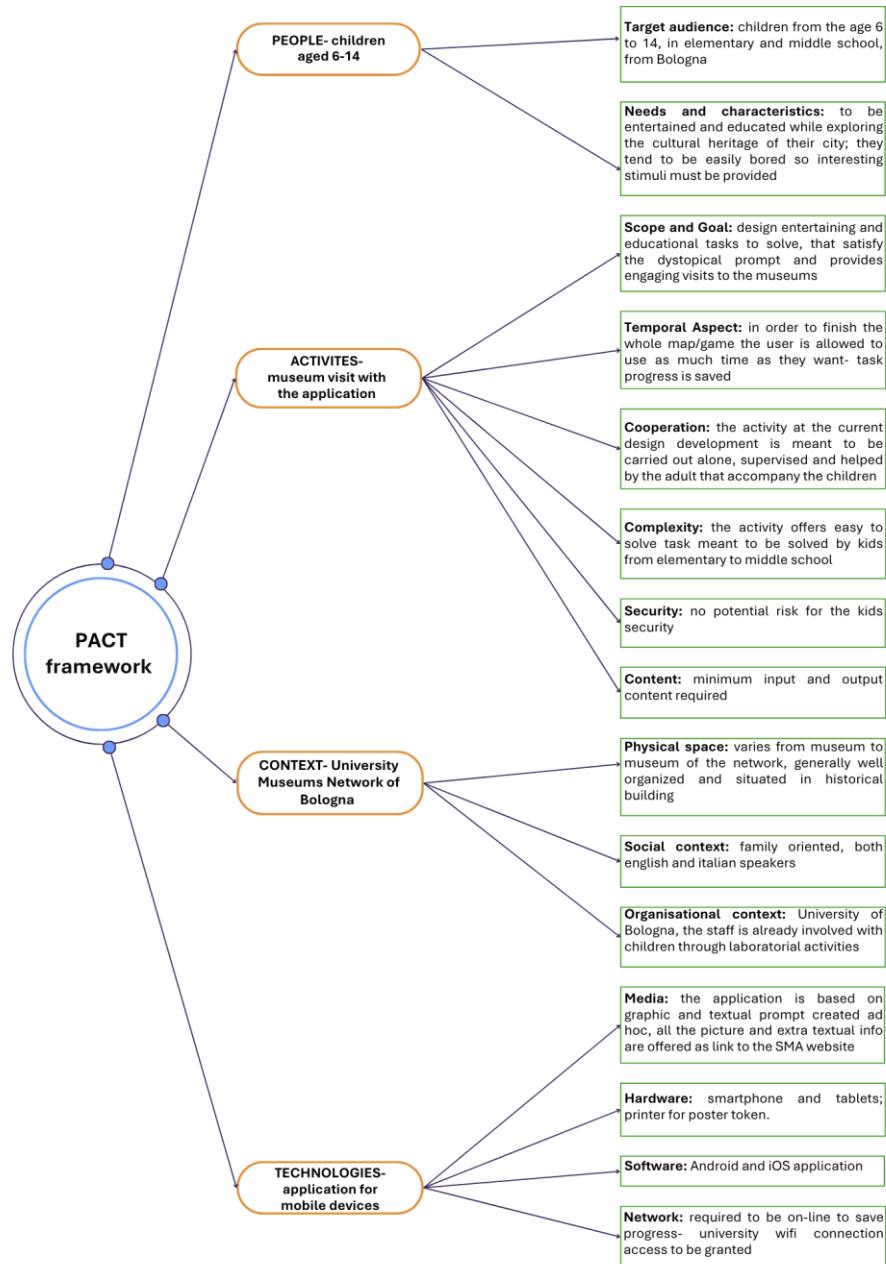 PEOPLE- children
aged 6-14
Target audience: children from the age 6
to 14, in elementary and middle school,
from Bologna
Needs and characteristics: to be
entertained and educated while exploring
the cultural heritage of their city; they
tend to be easily bored so interesting
stimuli must be provided
ACTIVITES-
museum visit with
the application
Scope and Goal: design entertaining and
educational tasks to solve, that satisfy
the dystopical prompt and provides
engaging visits to the museums
Temporal Aspect: in order to finish the
whole map/game the user is allowed to
use as much time as they want- task
progress is saved
Cooperation: the activity at the current
design development is meant to be
carried out alone, supervised and helped
by the adult that accompany the children
Complexity: the activity offers easy to
solve task meant to be solved by kids
from elementary to middle school
Security: no potential risk for the kids
security
Content: minimum input and output
content required
PACT
framework
CONTEXT- University
Museums Network of
Bologna
Physical space: varies from museum to
museum of the network, generally well
organized and situated in historical
building
Social context: family oriented, both
english and italian speakers
Organisational context: University of
Bologna, the staff is already involved with
children through laboratorial activities
TECHNOLOGIES-
application for
mobile devices
Media: the application is based on
graphic and textual prompt created ad
hoc, all the picture and extra textual info
are offered as link to the SMA website
Hardware: smartphone and tablets;
printer for poster token.
Software: Android and iOS application
Network: required to be on-line to save
progress- university wifi connection
access to be granted